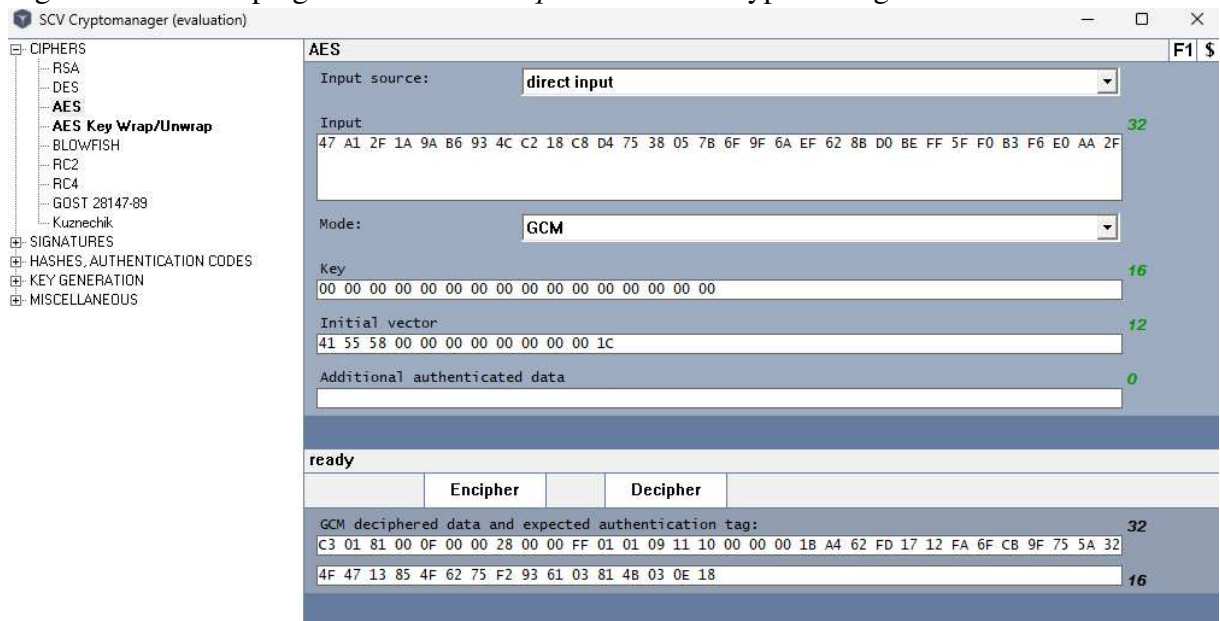 SCV Cryptomanager (evaluation)
CIPHERS
RSA
DES
AES
AES Key Wrap/Unwrap
BLOWFISH
RC2
RC4
GOST 28147-89
Kuznechik
SIGNATURES
HASHES, AUTHENTICATION CODES
KEY GENERATION
MISCELLANEOUS
AES F1 $
Input source: direct input
Input 32
47 A1 2F 1A 9A B6 93 4C C2 18 C8 D4 75 38 05 7B 6F 9F 6A EF 62 8B D0 BE FF 5F F0 B3 F6 E0 AA 2F
Mode: GCM
Key 16
00 00 00 00 00 00 00 00 00 00 00 00 00 00 00 00
Initial vector 12
41 55 58 00 00 00 00 00 00 00 00 1C
Additional authenticated data 0
ready
Encipher Decipher
GCM deciphered data and expected authentication tag: 32
C3 01 81 00 0F 00 00 28 00 00 FF 01 01 09 11 10 00 00 00 1B A4 62 FD 17 12 FA 6F CB 9F 75 5A 32
4F 47 13 85 4F 62 75 F2 93 61 03 81 4B 03 0E 18 16